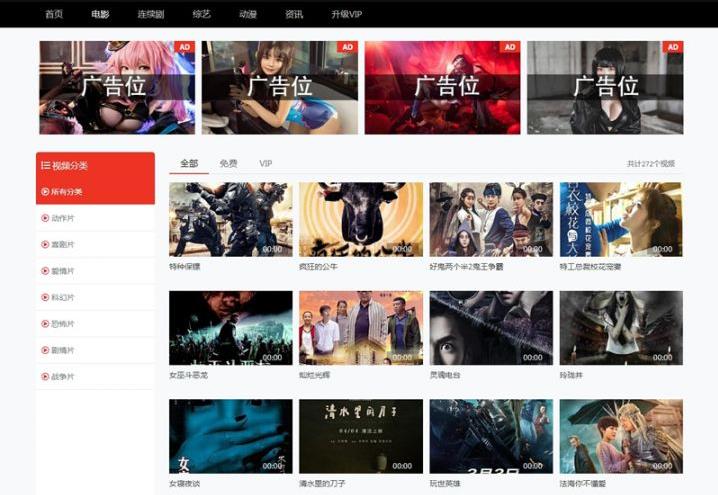 首页 电影 连续剧 综艺 动漫 资讯 升级VIP
AD AD AD AD
广告位 广告位 广告位 广告位
视频分类
所有分类
动作片
喜剧片
爱情片
科幻片
恐怖片
剧情片
战争片
全部 免费 VIP 共计272个视频
00:00 00:00 00:00 00:00
特种保镖 疯狂的公牛 好鬼两个半2鬼王争霸 特工总裁校花宠妻
00:00 00:00 00:00 00:00
女巫斗恶龙 灿烂光辉 灵魂电台 玲珑井
清水里的刀子
04/04
00:00 00:00 00:00 00:00
女寝夜谈 清水里的刀子 玩世英雄 法海你不懂爱